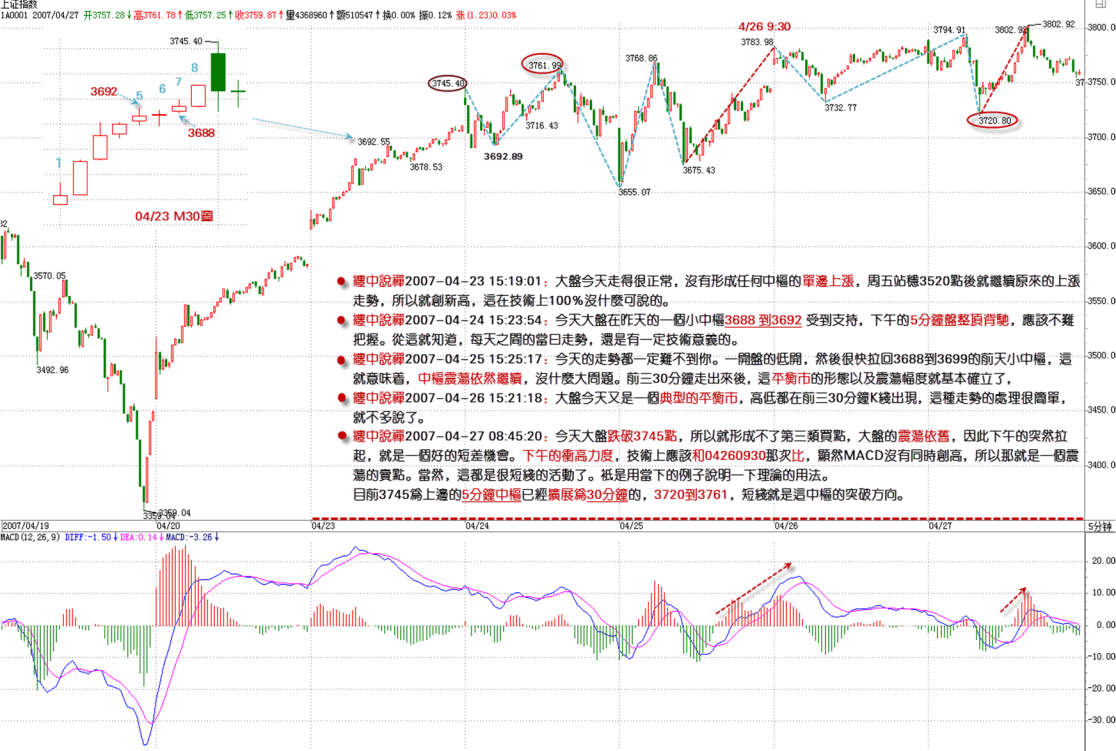 上证指数
1A0001 2007/04/27 开3757.28↓高3761.78↑低3757.25↑收3759.87↑量4368960↑额510547↑换0.00% 振0.12% 涨(1.23)0.03%
3745.40
8
7
6
5
3692
3688
1
04/23 M30圖
3570.05
3492.96
3359.04
3359.04
3692.55
3678.53
3745.40
3692.89
3761.99
3716.43
3655.07
3768.86
3675.43
4/26 9:30
3783.98
3732.77
3794.91
3720.80
3802.92
3802.92
3800.0
3750.0
3700.0
3650.0
3600.0
3550.0
3500.0
3450.0
3400.0
纏中說禪2007-04-23 15:19:01：大盤今天走得很正常，沒有形成任何中樞的單邊上漲，周五站穩3520點後就繼續原來的上漲
走勢，所以就創新高，這在技術上100%沒什麼可說的。
纏中說禪2007-04-24 15:23:54：今天大盤在昨天的一個小中樞3688 到3692 受到支持，下午的5分鐘盤整頂背馳，應該不難
把握。從這就知道，每天之間的當日走勢，還是有一定技術意義的。
纏中說禪2007-04-25 15:25:17：今天的走勢都一定難不到你。一開盤的低開，然後很快拉回3688到3699的前天小中樞，這
就意味着，中樞震蕩依然繼續，沒什麼大問題。前三30分鐘走出來後，這平衡市的形態以及震蕩幅度就基本確立了，
纏中說禪2007-04-26 15:21:18：大盤今天又是一個典型的平衡市，高低都在前三30分鐘K綫出現，這種走勢的處理很簡單，
就不多說了。
纏中說禪2007-04-27 08:45:20：今天大盤跌破3745點，所以就形成不了第三類買點，大盤的震蕩依舊，因此下午的突然拉
起，就是一個好的短差機會。下午的衝高力度，技術上應該和04260930那次比，顯然MACD沒有同時創高，所以那就是一個震
蕩的賣點。當然，這都是很短綫的活動了。衹是用當下的例子說明一下理論的用法。
目前3745爲上邊的5分鐘中樞已經擴展爲30分鐘的，3720到3761，短綫就是這中樞的突破方向。
2007/04/19
04/20
04/23
04/24
04/25
04/26
04/27
5分钟
MACD(12,26,9) DIFF:-1.50↓DEA:0.14↓MACD:-3.26↓
20.00
10.00
0.00
-10.00
-20.00
-30.00